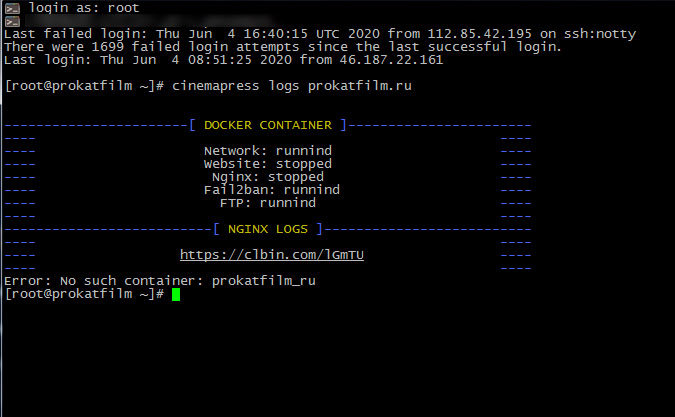 login as: root
Last failed login: Thu Jun  4 16:40:15 UTC 2020 from 112.85.42.195 on ssh:notty
There were 1699 failed login attempts since the last successful login.
Last login: Thu Jun  4 08:51:25 2020 from 46.187.22.161
[root@prokatfilm ~]# cinemapress logs prokatfilm.ru
-----------------------[ DOCKER CONTAINER ]-----------------------
---- ----
---- Network: runnind ----
---- Website: stopped ----
---- Nginx: stopped ----
---- Fail2ban: runnind ----
---- FTP: runnind ----
---- ----
--------------------------[ NGINX LOGS ]--------------------------
---- ----
---- https://clbin.com/lGmTU ----
---- ----
Error: No such container: prokatfilm_ru
[root@prokatfilm ~]#